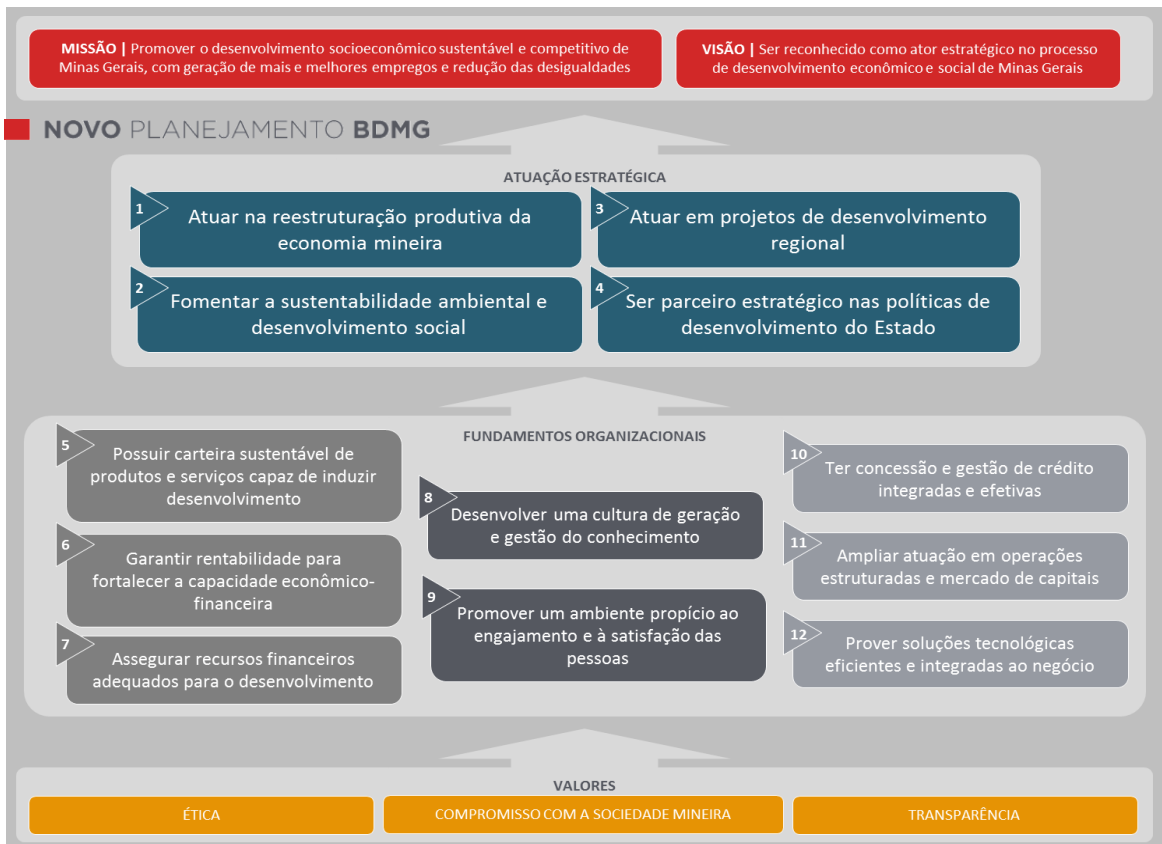 MISSÃO | Promover o desenvolvimento socioeconômico sustentável e competitivo de
Minas Gerais, com geração de mais e melhores empregos e redução das desigualdades
VISÃO | Ser reconhecido como ator estratégico no processo
de desenvolvimento econômico e social de Minas Gerais
NOVO PLANEJAMENTO BDMG
ATUAÇÃO ESTRATÉGICA
1
Atuar na reestruturação produtiva da
economia mineira
2
Fomentar a sustentabilidade ambiental e
desenvolvimento social
3
Atuar em projetos de desenvolvimento
regional
4
Ser parceiro estratégico nas políticas de
desenvolvimento do Estado
FUNDAMENTOS ORGANIZACIONAIS
5
Possuir carteira sustentável de
produtos e serviços capaz de induzir
desenvolvimento
6
Garantir rentabilidade para
fortalecer a capacidade econômico-
financeira
7
Assegurar recursos financeiros
adequados para o desenvolvimento
8
Desenvolver uma cultura de geração
e gestão do conhecimento
9
Promover um ambiente propício ao
engajamento e à satisfação das
pessoas
10
Ter concessão e gestão de crédito
integradas e efetivas
11
Ampliar atuação em operações
estruturadas e mercado de capitais
12
Prover soluções tecnológicas
eficientes e integradas ao negócio
VALORES
ÉTICA
COMPROMISSO COM A SOCIEDADE MINEIRA
TRANSPARÊNCIA